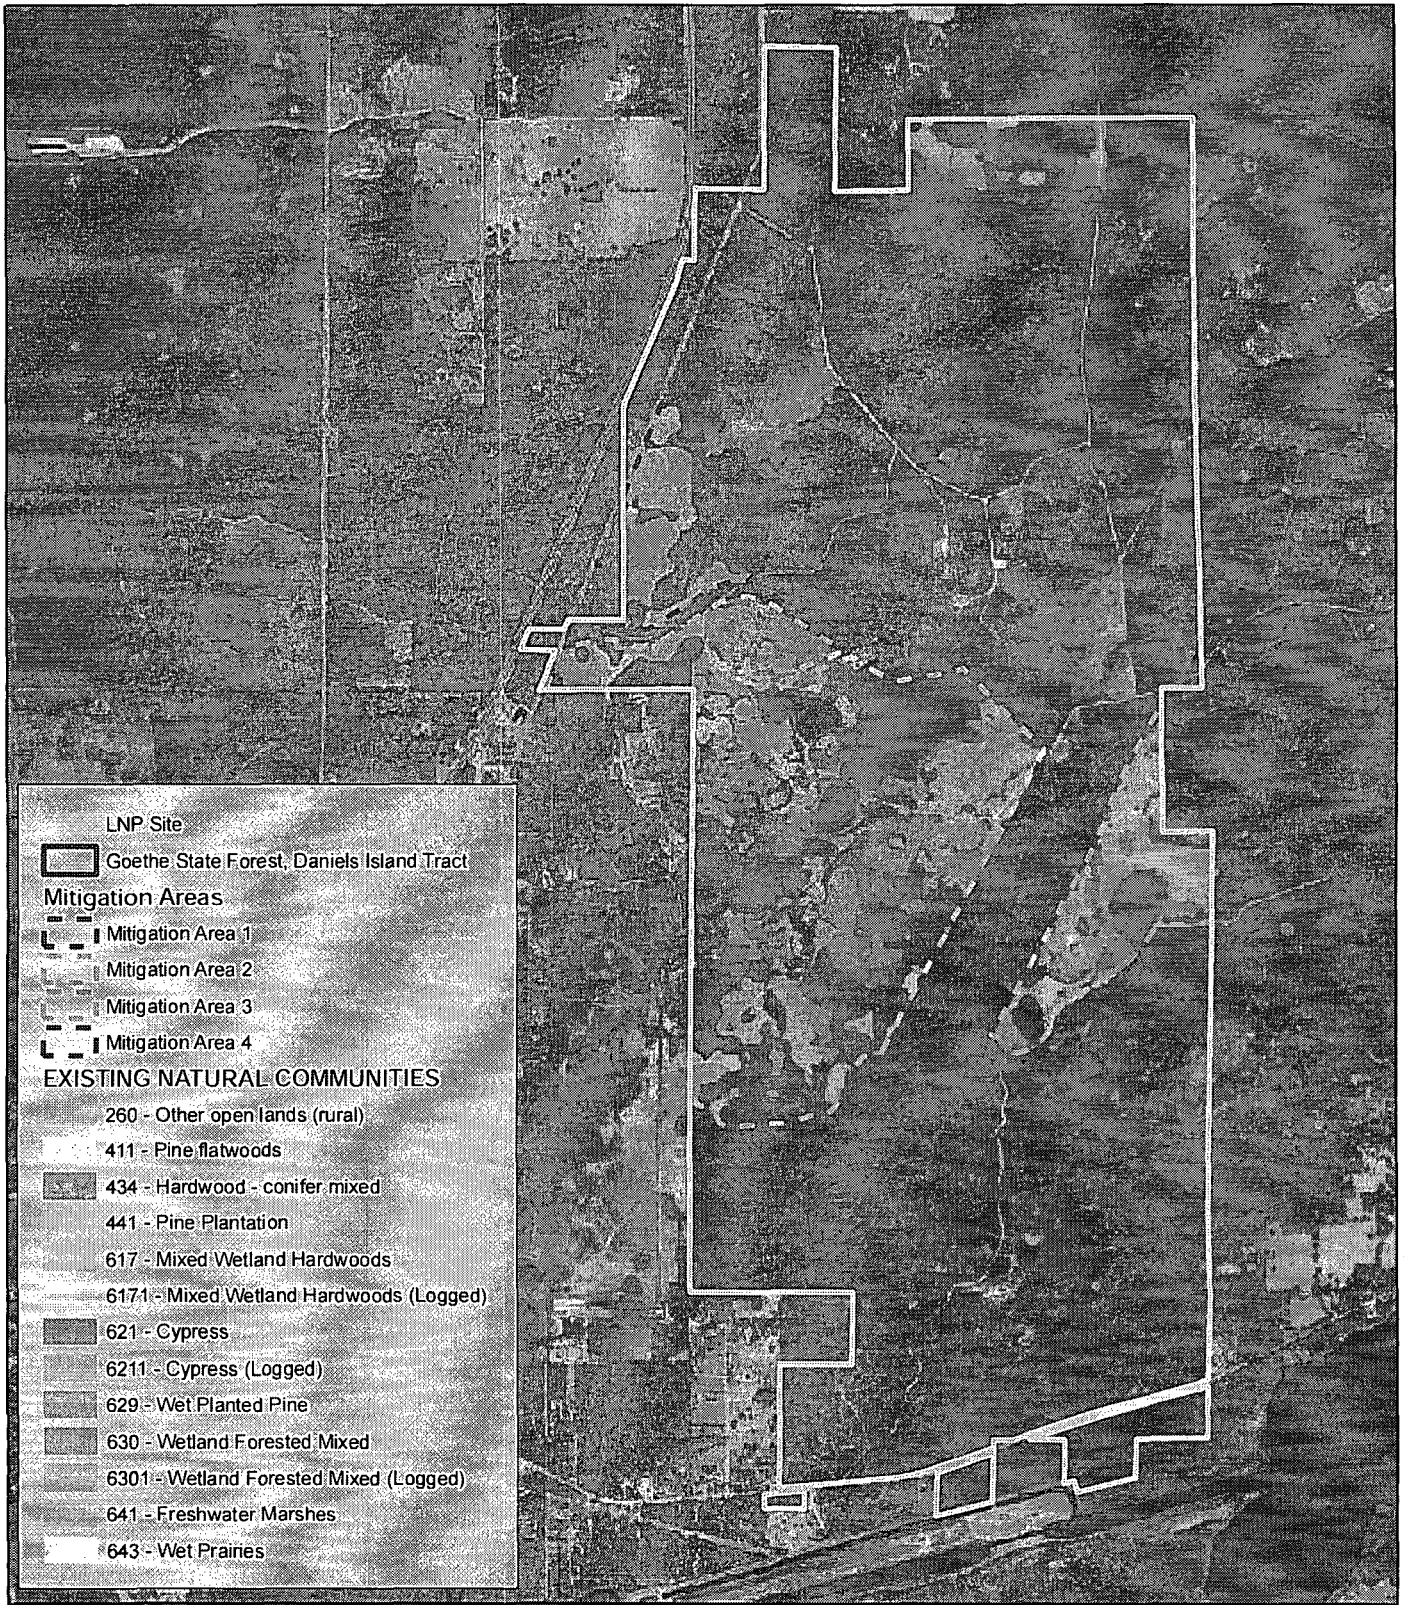 LNP Site
Goethe State Forest, Daniels Island Tract
Mitigation Areas
Mitigation Area 1
Mitigation Area 2
Mitigation Area 3
Mitigation Area 4
EXISTING NATURAL COMMUNITIES
260 - Other open lands (rural)
411 - Pine flatwoods
434 - Hardwood - conifer mixed
441 - Pine Plantation
617 - Mixed Wetland Hardwoods
6171 - Mixed Wetland Hardwoods (Logged)
621 - Cypress
6211 - Cypress (Logged)
629 - Wet Planted Pine
630 - Wetland Forested Mixed
6301 - Wetland Forested Mixed (Logged)
641 - Freshwater Marshes
643 - Wet Prairies